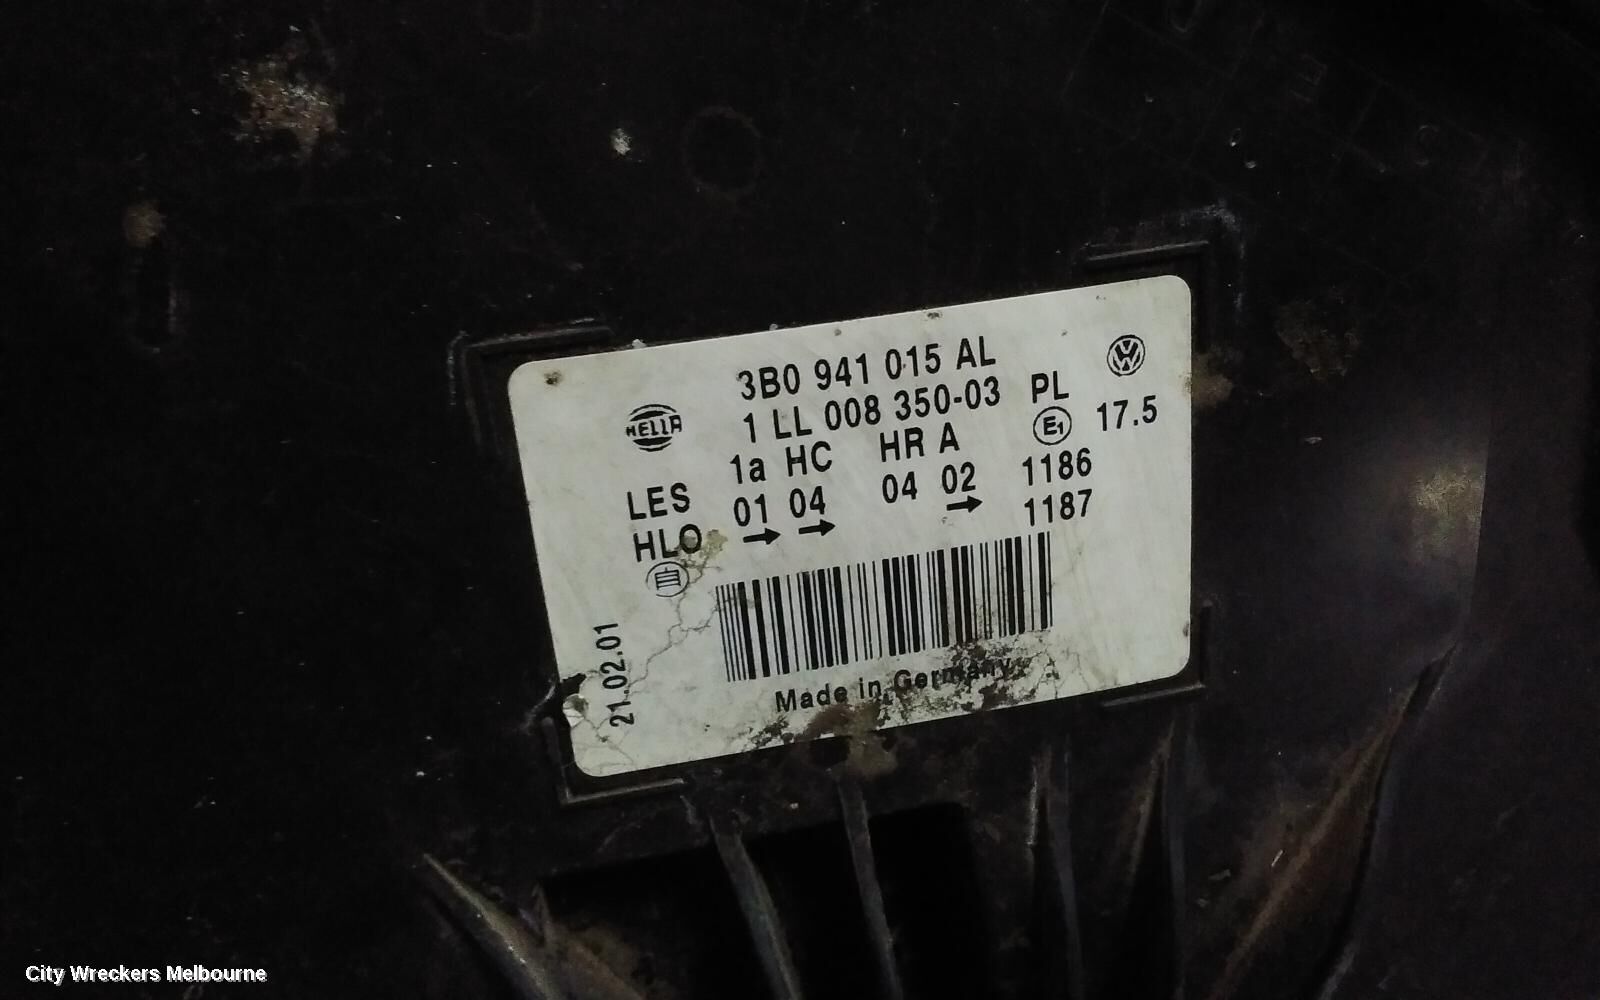 3B0 941 015 AL
HELLA
1 LL 008 350-03
PL
1a HC HR A
E1
17.5
LES 01 04 04 02 1186
HLO → → → 1187
自
21.02.01
Made in Germany
City Wreckers Melbourne